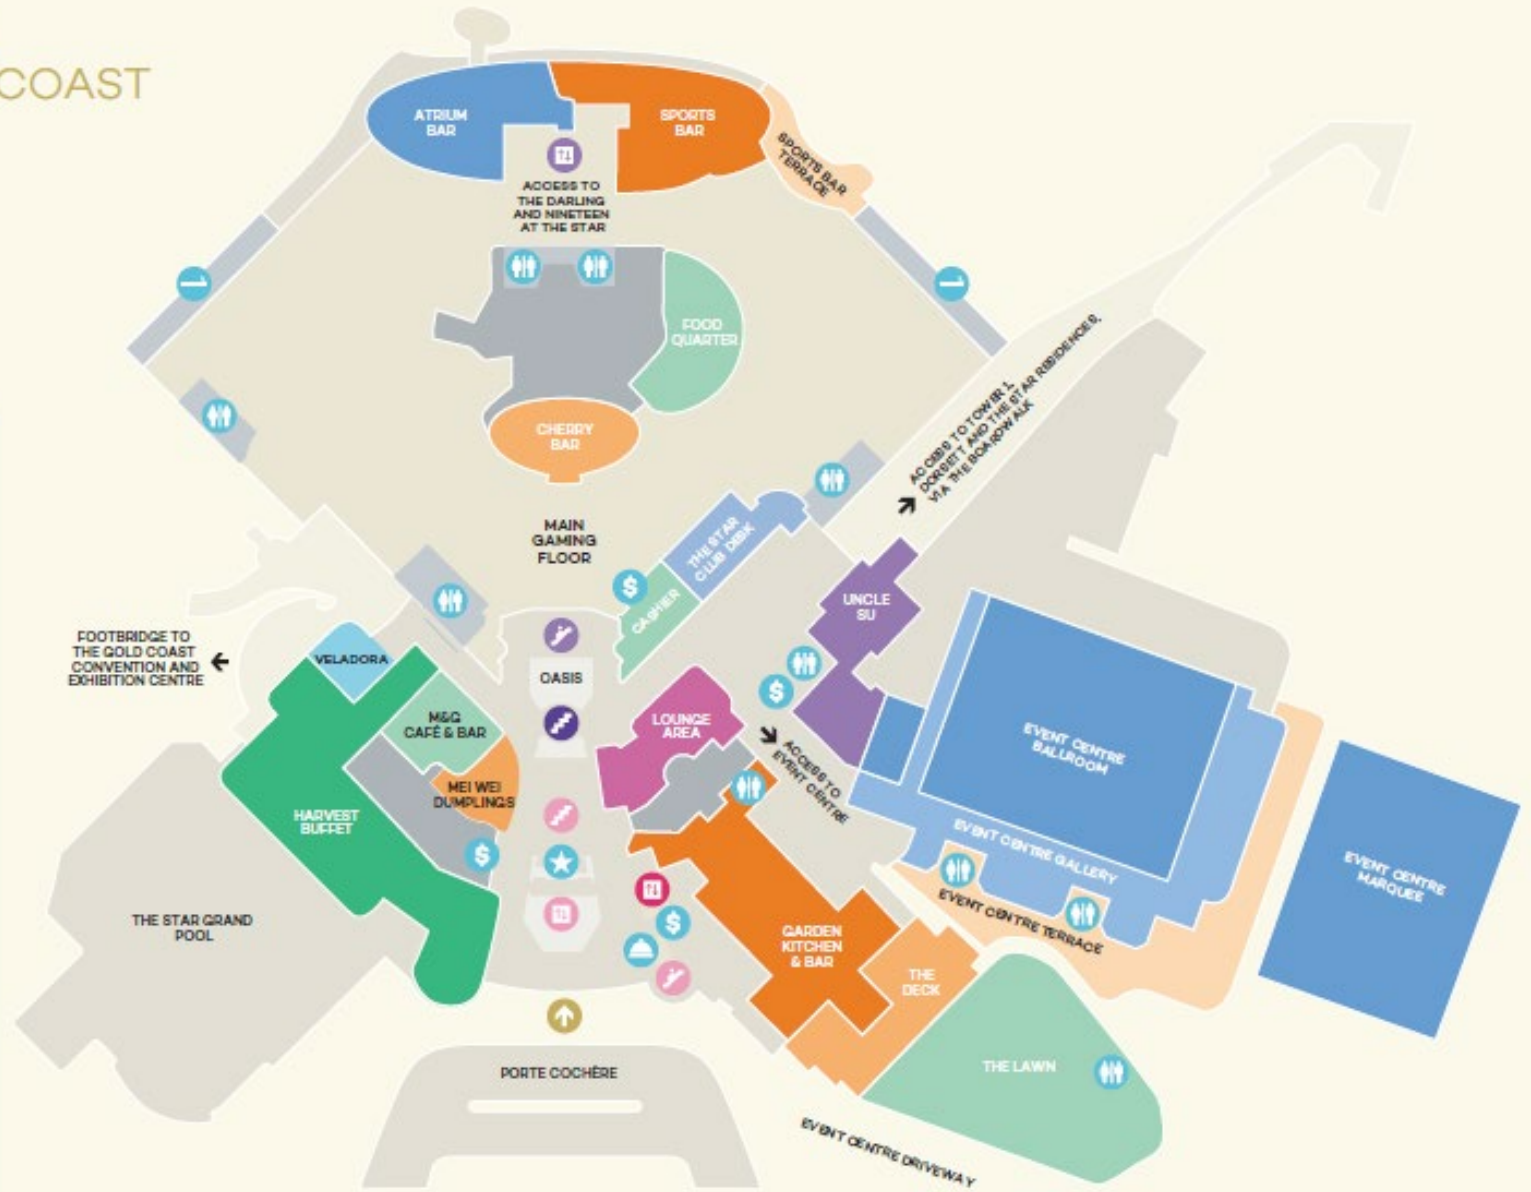 COAST
ATRIUM
BAR
SPORTS
BAR
SPORTS BAR
TERRACE
ACCESS TO
THE DARLING
AND NINETEEN
AT THE STAR
FOOD
QUARTER
CHERRY
BAR
ACCESS TO TOWER 1,
DORSETT AND THE STAR RESIDENCES,
VIA THE BOARDWALK
MAIN
GAMING
FLOOR
THE STAR
CLUB DESK
$
CASHIER
UNCLE
SU
FOOTBRIDGE TO
THE GOLD COAST
CONVENTION AND
EXHIBITION CENTRE
VELADORA
OASIS
$
M&G
CAFÉ & BAR
LOUNGE
AREA
ACCESS TO
EVENT CENTRE
EVENT CENTRE
BALLROOM
MEI WEI
DUMPLINGS
HARVEST
BUFFET
$
EVENT CENTRE GALLERY
EVENT CENTRE
MARQUEE
THE STAR GRAND
POOL
$
GARDEN
KITCHEN
& BAR
EVENT CENTRE TERRACE
THE
DECK
PORTE COCHÈRE
THE LAWN
EVENT CENTRE DRIVEWAY